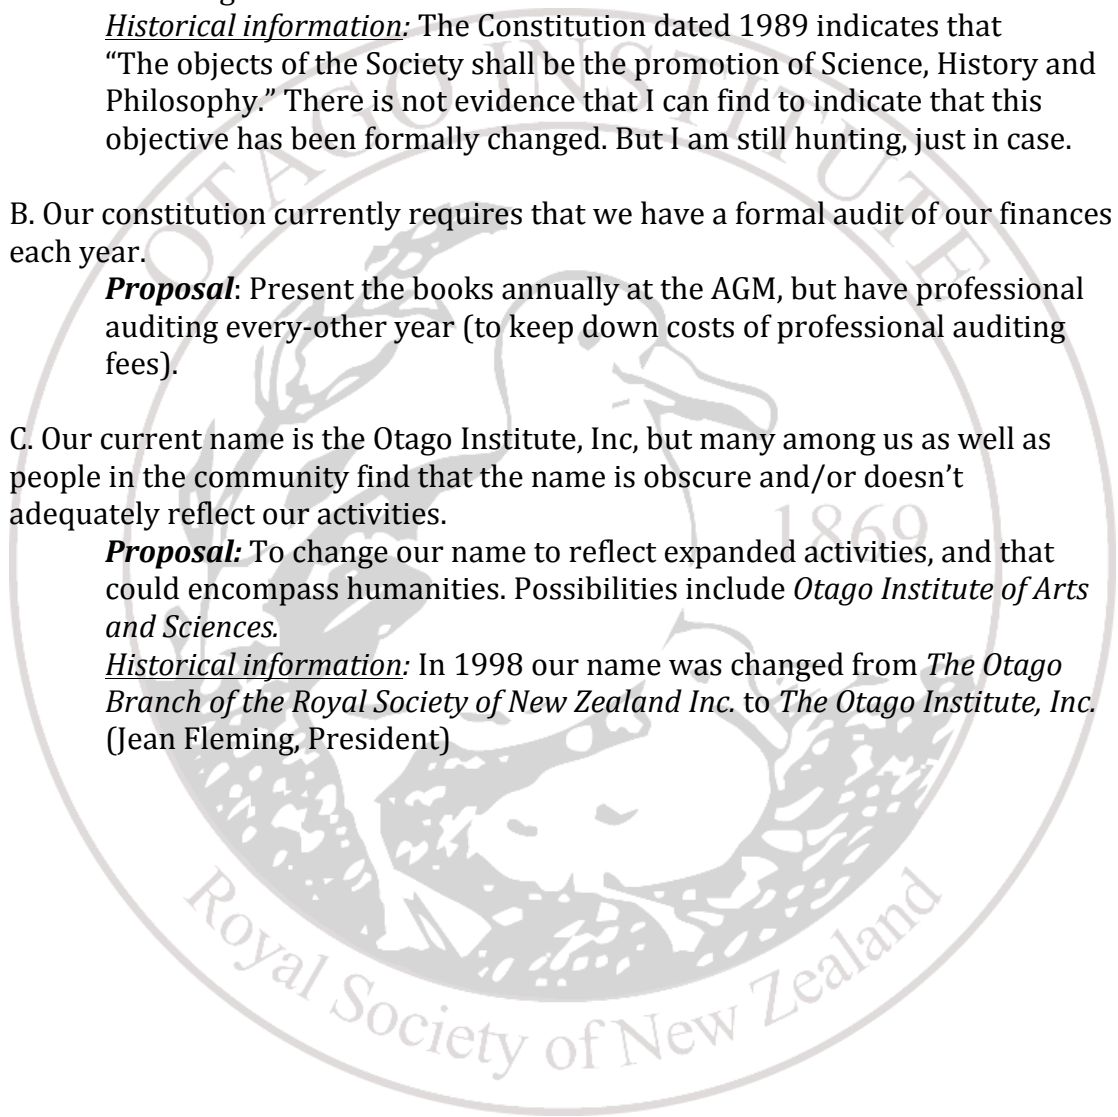 Historical information: The Constitution dated 1989 indicates that
“The objects of the Society shall be the promotion of Science, History and
Philosophy.” There is not evidence that I can find to indicate that this
objective has been formally changed. But I am still hunting, just in case.
B. Our constitution currently requires that we have a formal audit of our finances
each year.
Proposal: Present the books annually at the AGM, but have professional
auditing every-other year (to keep down costs of professional auditing
fees).
C. Our current name is the Otago Institute, Inc, but many among us as well as
people in the community find that the name is obscure and/or doesn’t
adequately reflect our activities.
Proposal: To change our name to reflect expanded activities, and that
could encompass humanities. Possibilities include Otago Institute of Arts
and Sciences.
Historical information: In 1998 our name was changed from The Otago
Branch of the Royal Society of New Zealand Inc. to The Otago Institute, Inc.
(Jean Fleming, President)
OTAGO INSTITUTE
1869
Royal Society of New Zealand